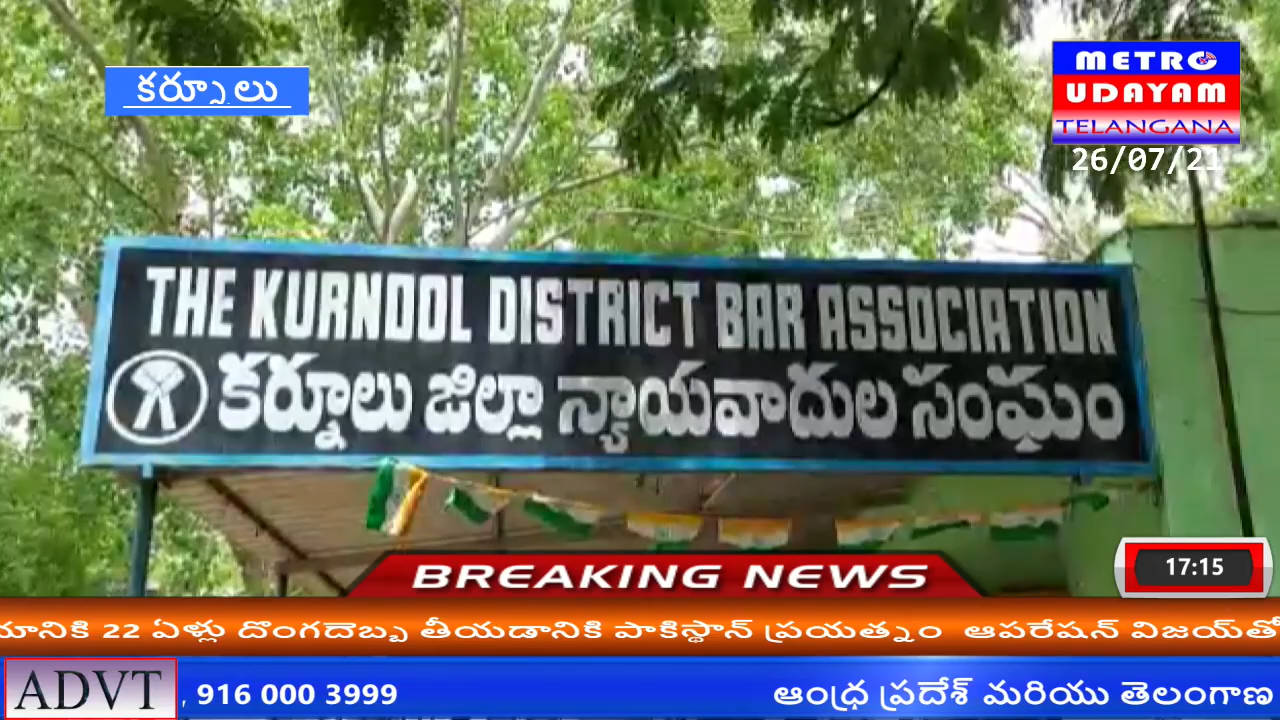 కర్నూలు
METRO
UDAYAM
TELANGANA
26/07/21
THE KURNOOL DISTRICT BAR ASSOCIATION
కర్నూలు జిల్లా న్యాయవాదుల సంఘం
BREAKING NEWS
17:15
22 ఏళ్లు దొంగదెబ్బ తీయడానికి పాకిస్థాన్ ప్రయత్నం ఆపరేషన్ విజయ్‌తో
ADVT , 916 000 3999 ఆంధ్ర ప్రదేశ్ మరియు తెలంగాణ